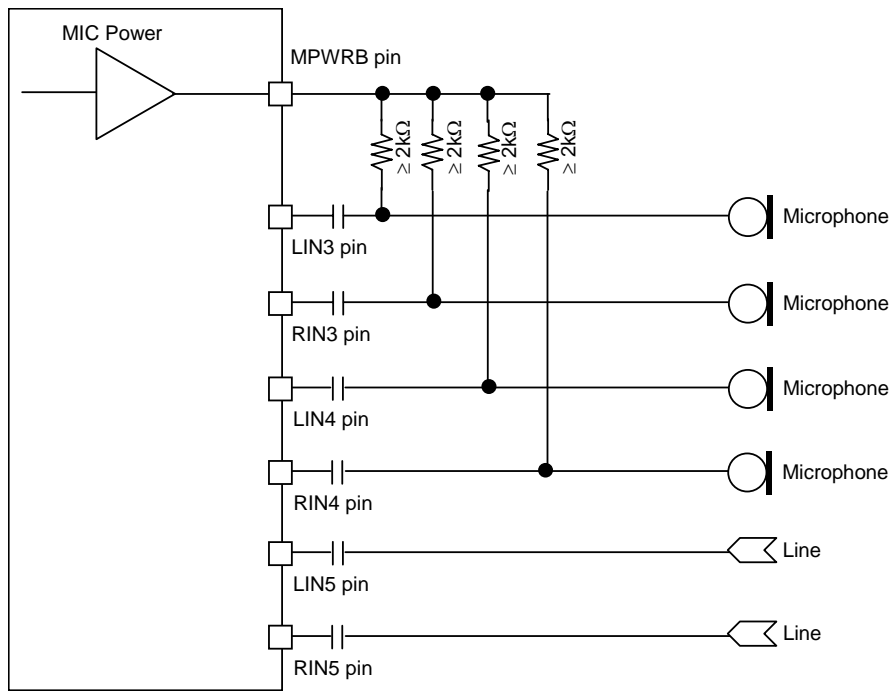 MIC Power
MPWRB pin
≥ 2kΩ
≥ 2kΩ
≥ 2kΩ
≥ 2kΩ
LIN3 pin
Microphone
RIN3 pin
Microphone
LIN4 pin
Microphone
RIN4 pin
Microphone
LIN5 pin
Line
RIN5 pin
Line